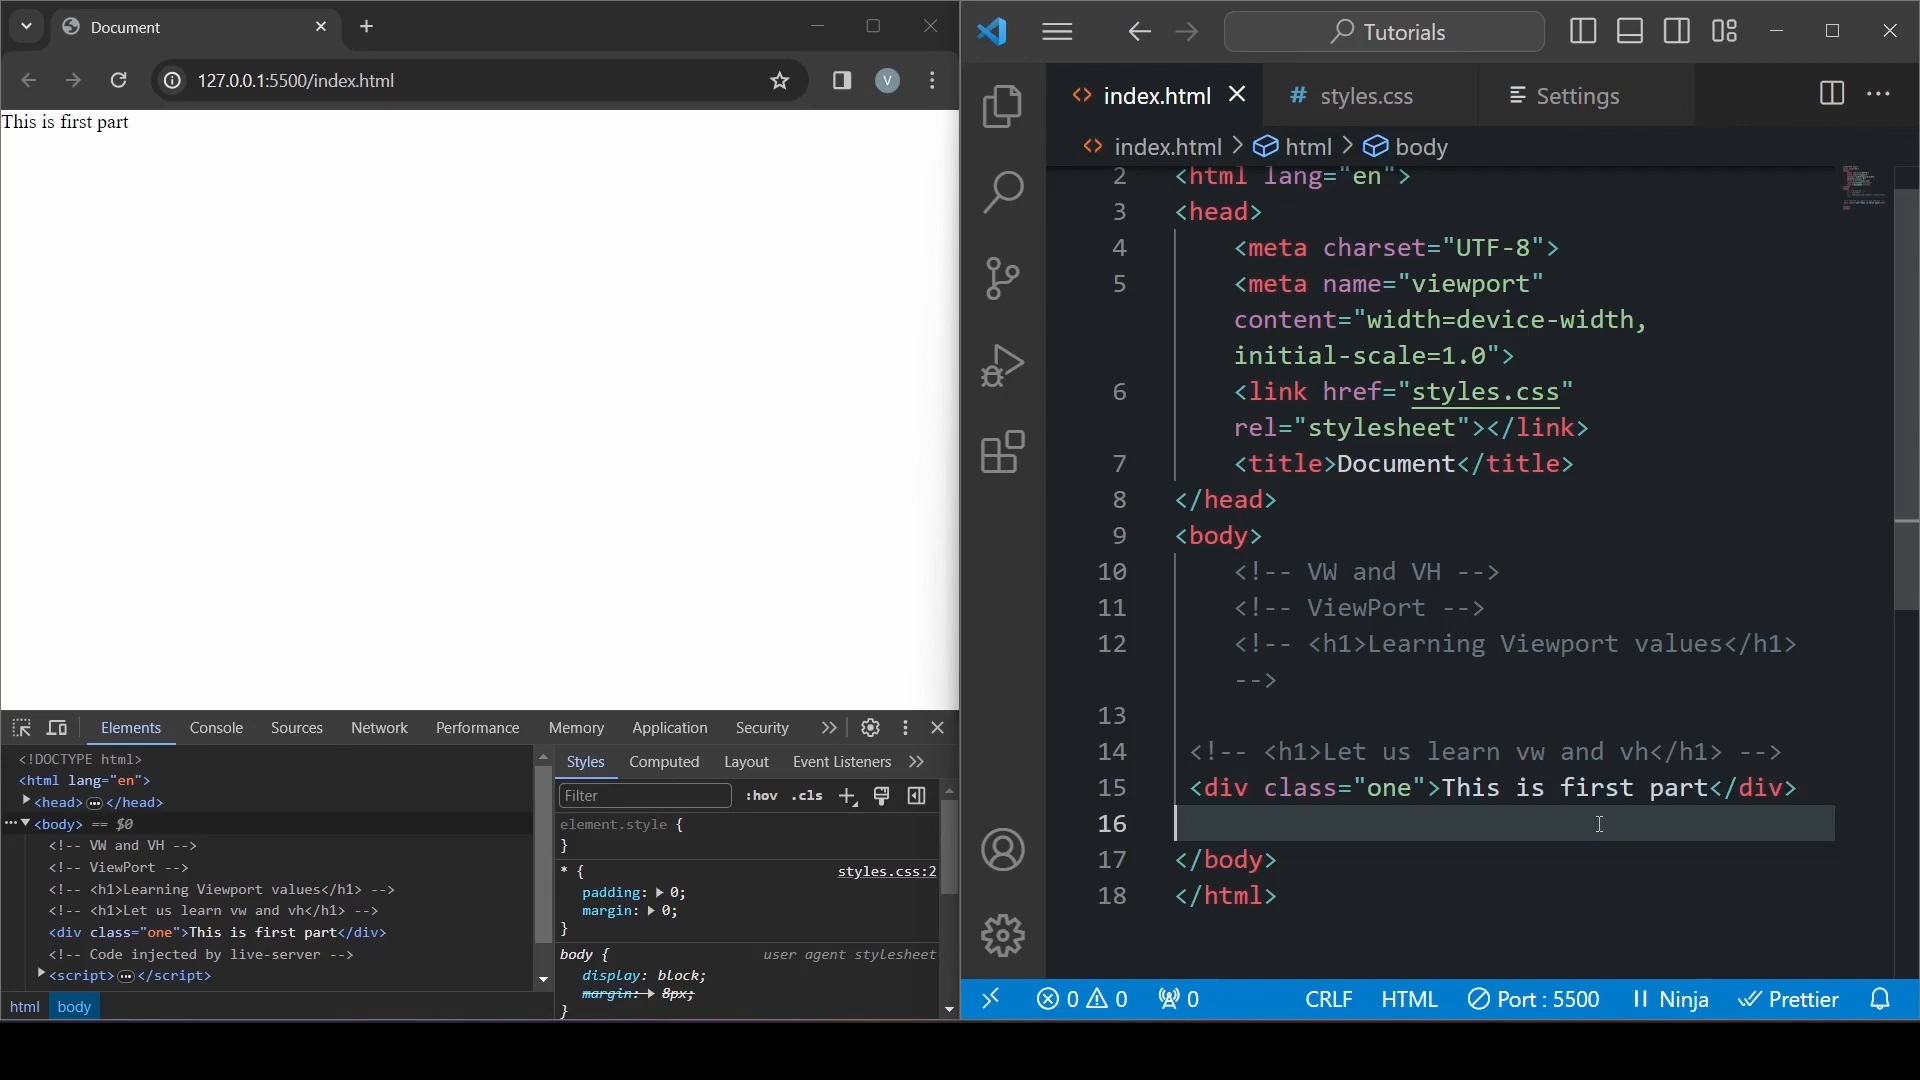 Document
127.0.0.1:5500/index.html
V
This is first part
Elements Console Sources Network Performance Memory Application Security
<!DOCTYPE html>
<html lang="en">
<head> ··· </head>
··· <body> == $0
<!-- VW and VH -->
<!-- ViewPort -->
<!-- <h1>Learning Viewport values</h1> -->
<!-- <h1>Let us learn vw and vh</h1> -->
<div class="one">This is first part</div>
<!-- Code injected by live-server -->
<script> ··· </script>
html body
Styles Computed Layout Event Listeners
Filter :hov .cls
element.style {
}
* { styles.css:2
padding: 0;
margin: 0;
}
body { user agent stylesheet
display: block;
margin: 8px;
}
Tutorials
index.html # styles.css Settings
index.html > html > body
2 <html lang="en">
3 <head>
4 <meta charset="UTF-8">
5 <meta name="viewport"
content="width=device-width,
initial-scale=1.0">
6 <link href="styles.css"
rel="stylesheet"></link>
7 <title>Document</title>
8 </head>
9 <body>
10 <!-- VW and VH -->
11 <!-- ViewPort -->
12 <!-- <h1>Learning Viewport values</h1>
-->
13
14 <!-- <h1>Let us learn vw and vh</h1> -->
15 <div class="one">This is first part</div>
16
17 </body>
18 </html>
0 0 0 CRLF HTML Port : 5500 Ninja Prettier